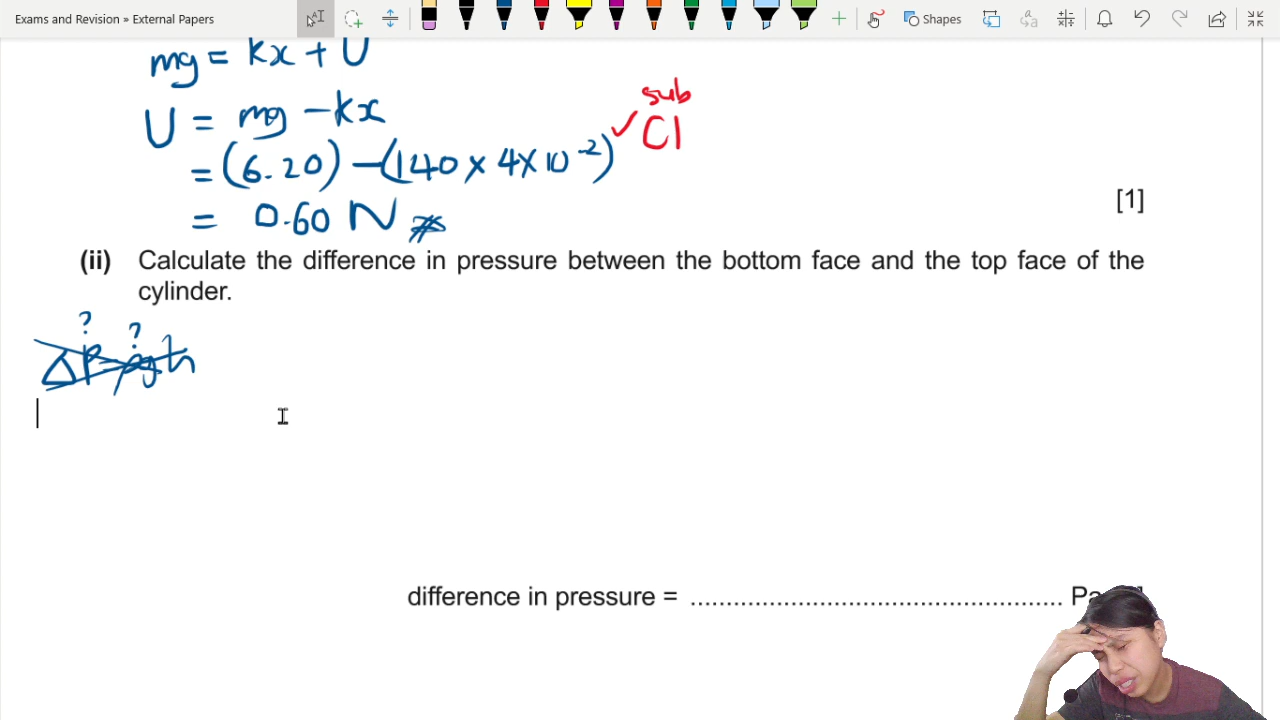 Exams and Revision » External Papers
Shapes
mg = kx + U
sub
U = mg - kx ✓ C1
= (6.20) - (140 × 4 × 10⁻²)
= 0.60 N
[1]
(ii) Calculate the difference in pressure between the bottom face and the top face of the
cylinder.
? ?
ΔP = ρgh
difference in pressure = ................................................... Pa